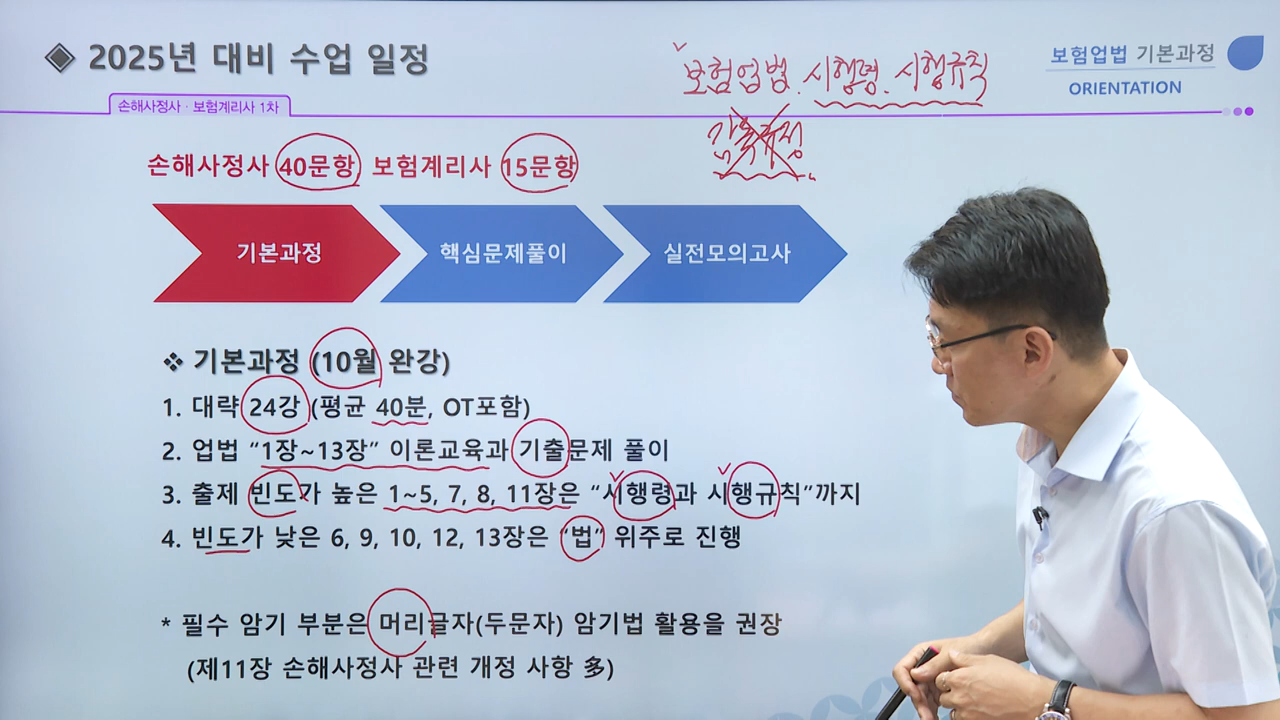 ◈ 2025년 대비 수업 일정
보험업법. 시행령. 시행규칙
보험업법 기본과정
ORIENTATION
손해사정사 · 보험계리사 1차
감독규정
손해사정사 40문항 보험계리사 15문항
기본과정
핵심문제풀이
실전모의고사
❖ 기본과정 (10월 완강)
1. 대략 24강 (평균 40분, OT포함)
2. 업법 “1장~13장” 이론교육과 기출문제 풀이
3. 출제 빈도가 높은 1~5, 7, 8, 11장은 “시행령과 시행규칙”까지
4. 빈도가 낮은 6, 9, 10, 12, 13장은 “법” 위주로 진행
* 필수 암기 부분은 머리글자(두문자) 암기법 활용을 권장
(제11장 손해사정사 관련 개정 사항 多)